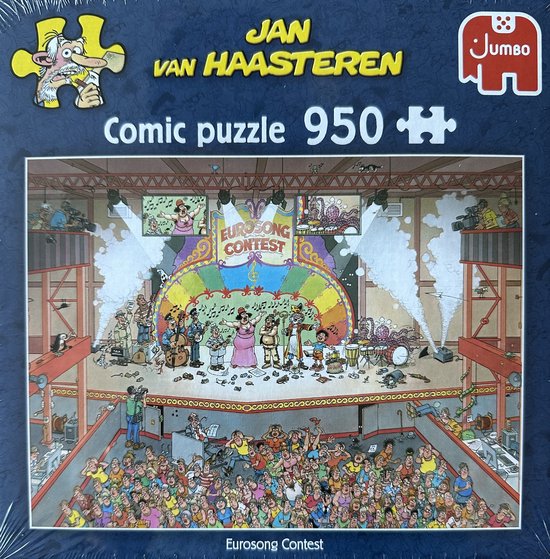 JAN
VAN HAASTEREN
JUMBO
Comic puzzle 950
EUROSONG
CONTEST
Eurosong Contest